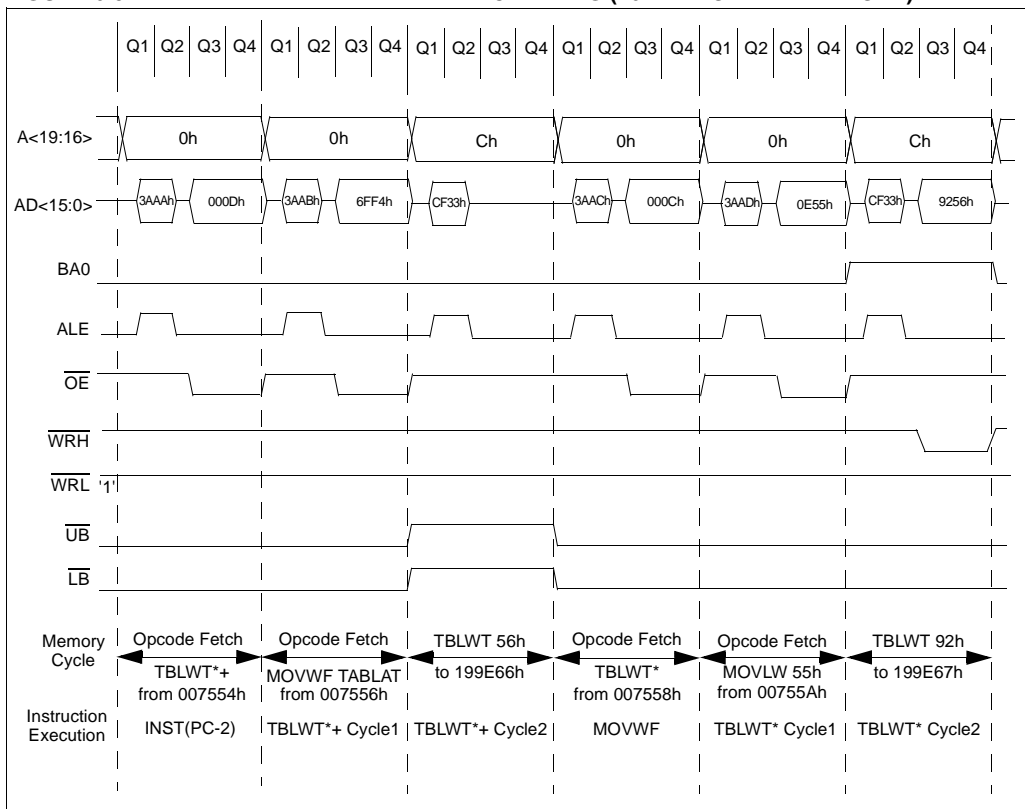 Q1 Q2 Q3 Q4 Q1 Q2 Q3 Q4 Q1 Q2 Q3 Q4 Q1 Q2 Q3 Q4 Q1 Q2 Q3 Q4 Q1 Q2 Q3 Q4
A<19:16> 0h 0h Ch 0h 0h Ch
AD<15:0> 3AAAh 000Dh 3AABh 6FF4h CF33h 3AACh 000Ch 3AADh 0E55h CF33h 9256h
BA0
ALE
OE
WRH
WRL '1'
UB
LB
Memory Cycle
Opcode Fetch
TBLWT*+
from 007554h
Opcode Fetch
MOVWF TABLAT
from 007556h
TBLWT 56h
to 199E66h
Opcode Fetch
TBLWT*
from 007558h
Opcode Fetch
MOVLW 55h
from 00755Ah
TBLWT 92h
to 199E67h
Instruction Execution
INST(PC-2) TBLWT*+ Cycle1 TBLWT*+ Cycle2 MOVWF TBLWT* Cycle1 TBLWT* Cycle2